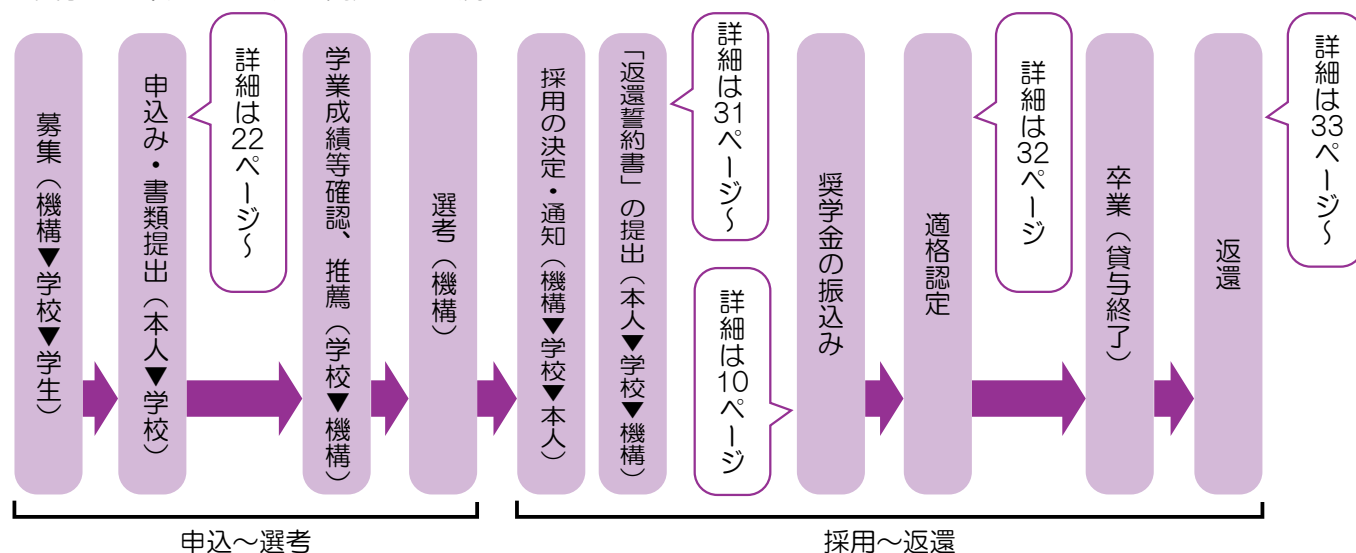 募集（機構▼学校▼学生）
申込み・書類提出（本人▼学校）
詳細は22ページ～
学業成績等確認、推薦（学校▼機構）
選考（機構）
採用の決定・通知（機構▼学校▼本人）
「返還誓約書」の提出（本人▼学校▼機構）
詳細は31ページ～
詳細は10ページ
奨学金の振込み
適格認定
詳細は32ページ
卒業（貸与終了）
返還
詳細は33ページ～
申込～選考
採用～返還